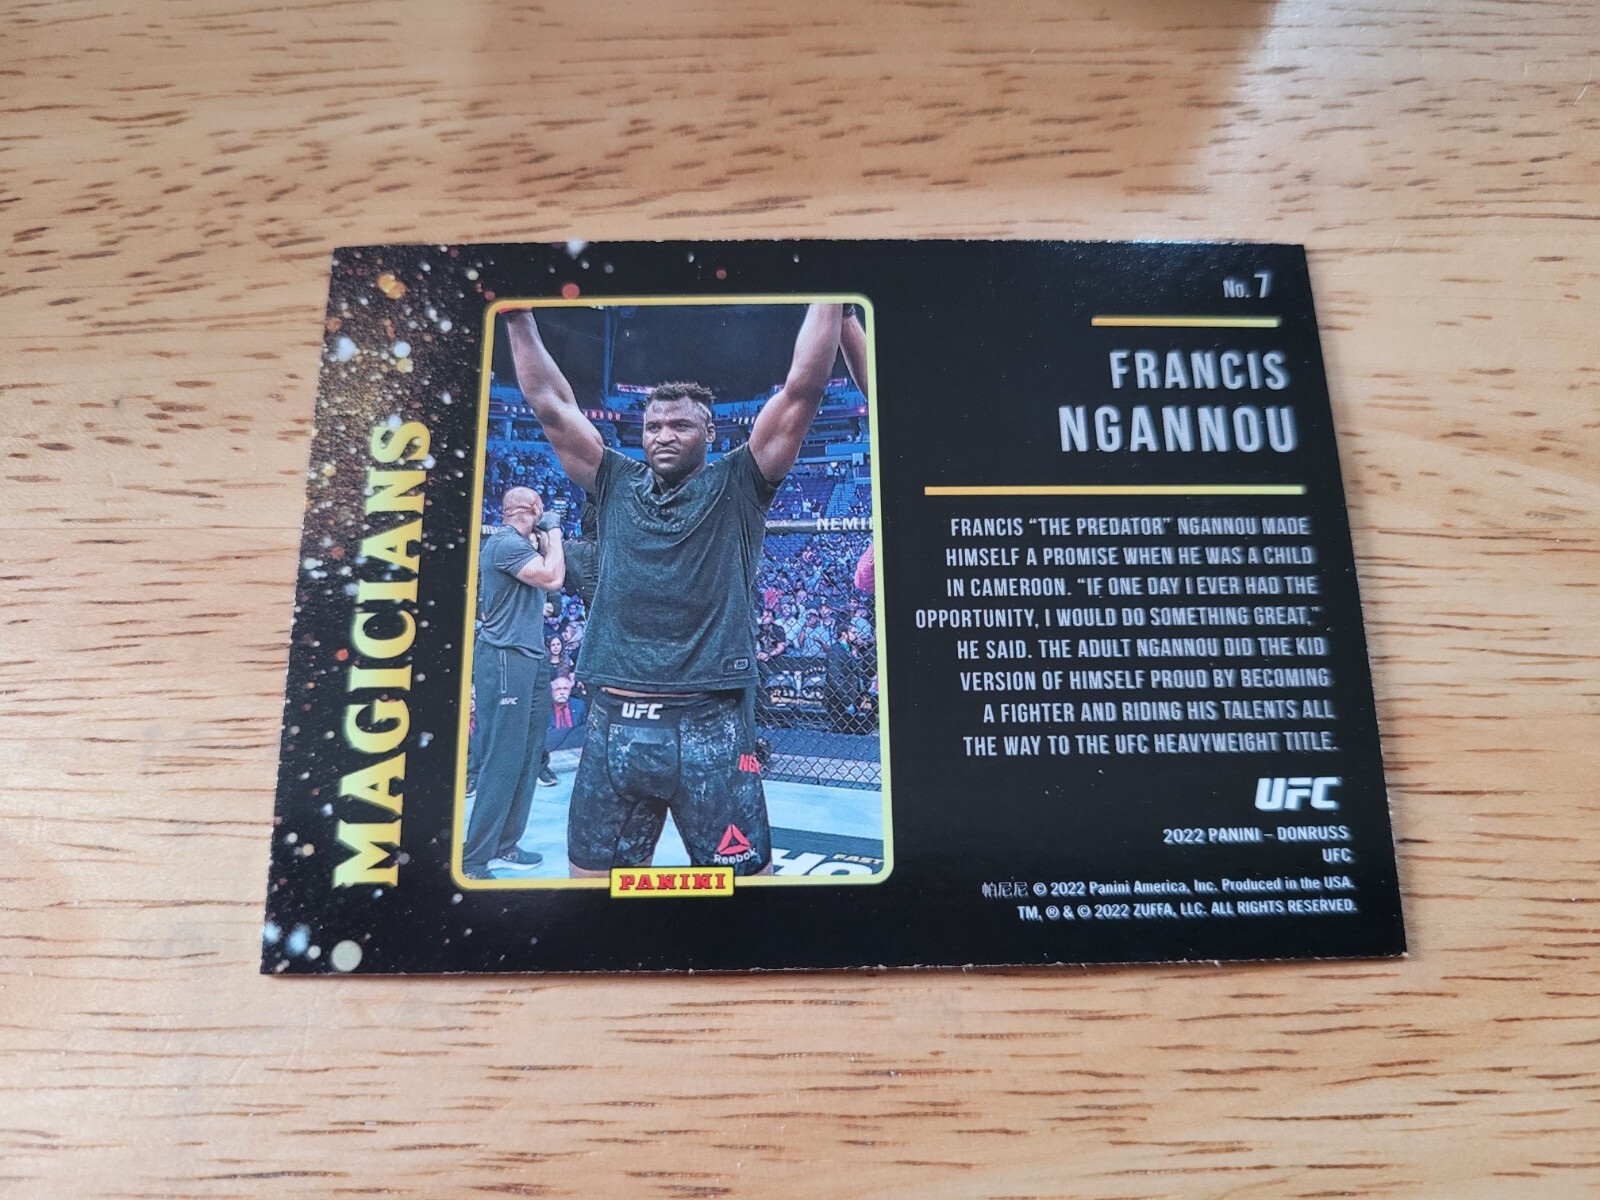 MAGICIANS
No. 7
FRANCIS
NGANNOU
FRANCIS “THE PREDATOR” NGANNOU MADE
HIMSELF A PROMISE WHEN HE WAS A CHILD
IN CAMEROON. “IF ONE DAY I EVER HAD THE
OPPORTUNITY, I WOULD DO SOMETHING GREAT,”
HE SAID. THE ADULT NGANNOU DID THE KID
VERSION OF HIMSELF PROUD BY BECOMING
A FIGHTER AND RIDING HIS TALENTS ALL
THE WAY TO THE UFC HEAVYWEIGHT TITLE.
UFC
2022 PANINI – DONRUSS
UFC
帕尼尼 © 2022 Panini America, Inc. Produced in the USA.
TM, ® & © 2022 ZUFFA, LLC. ALL RIGHTS RESERVED.
NEMI
UFC
NG
Reebok
FAST
PANINI